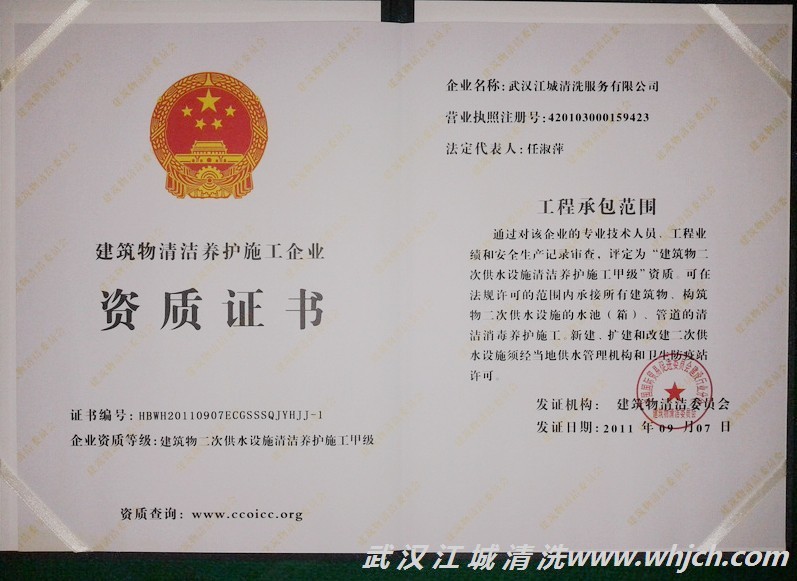 建筑物清洁养护施工企业
资质证书
证书编号：HBWH20110907ECGSSSQJYHJJ-1
企业资质等级：建筑物二次供水设施清洁养护施工甲级
资质查询：www.ccoicc.org
企业名称：武汉江城清洗服务有限公司
营业执照注册号：420103000159423
法定代表人：任淑萍
工程承包范围
通过对该企业的专业技术人员、工程业
绩和安全生产记录审查，评定为“建筑物二
次供水设施清洁养护施工甲级”资质。可在
法规许可的范围内承接所有建筑物、构筑
物二次供水设施的水池（箱）、管道的清
洁消毒养护施工。新建、扩建和改建二次供
水设施须经当地供水管理机构和卫生防疫站
许可。
发证机构：建筑物清洁委员会
发证日期：2011 年 09 月 07 日
建筑物清洁委员会
武汉江城清洗www.whjch.com